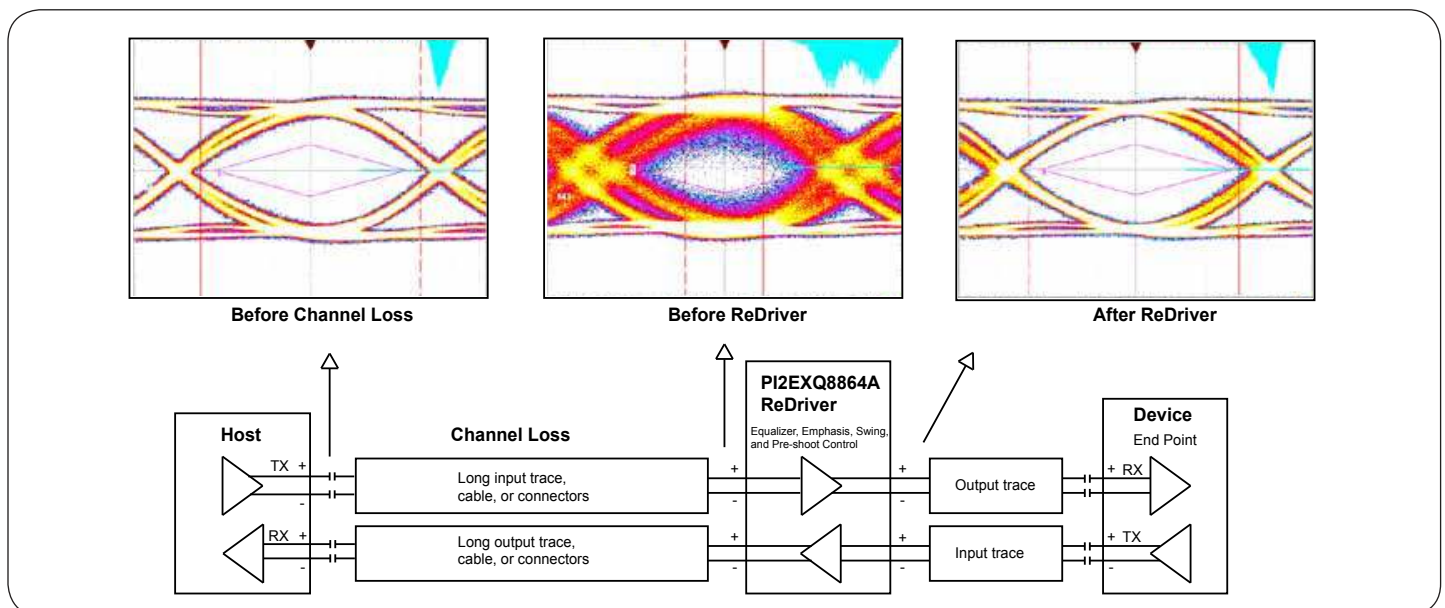 Before Channel Loss
Before ReDriver
After ReDriver
PI2EXQ8864A
ReDriver
Equalizer, Emphasis, Swing,
and Pre-shoot Control
Host
Channel Loss
Device
End Point
TX +
-
Long input trace,
cable, or connectors
+
-
+
-
Output trace
+ RX
-
RX +
-
Long output trace,
cable, or connectors
+
-
+
-
Input trace
+ TX
-